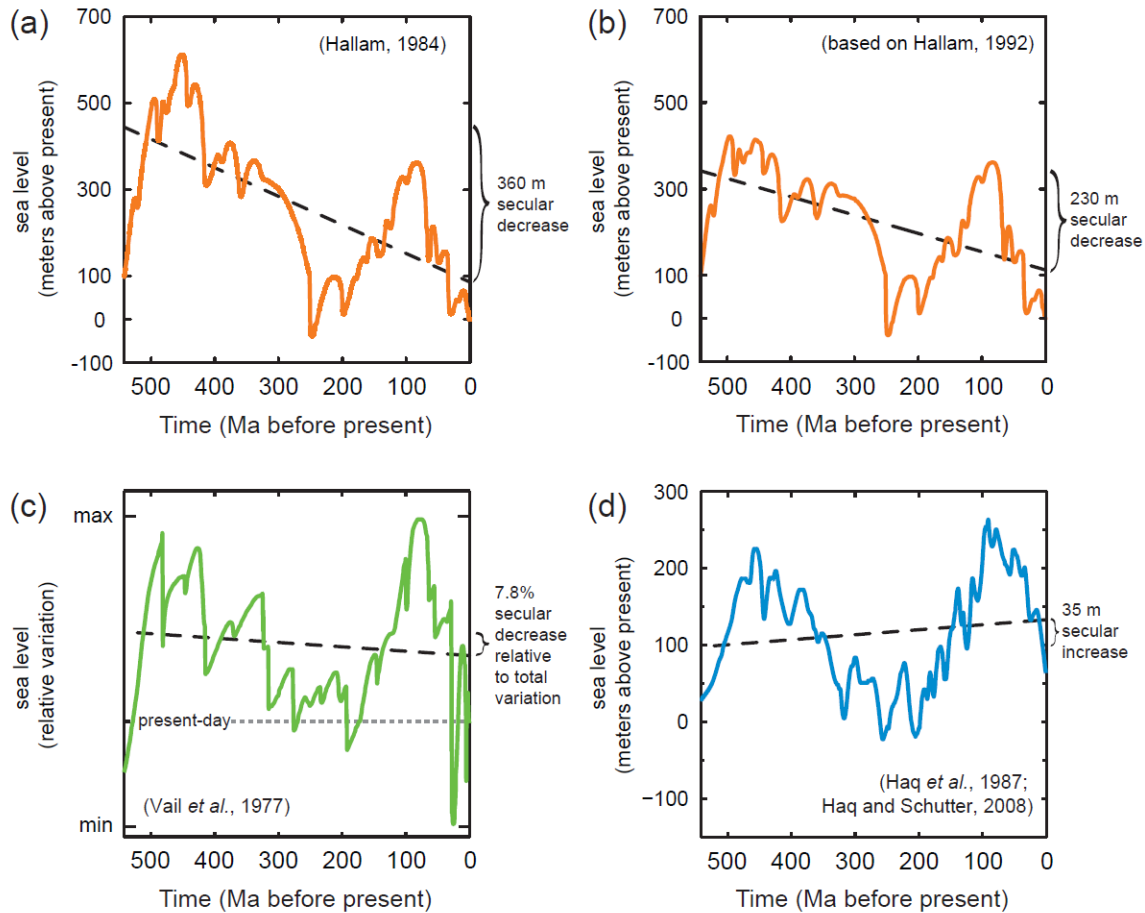 (a)
(Hallam, 1984)
700
500
300
100
0
-100
sea level
(meters above present)
360 m
secular
decrease
500 400 300 200 100 0
Time (Ma before present)
(b)
(based on Hallam, 1992)
700
500
300
100
0
-100
sea level
(meters above present)
230 m
secular
decrease
500 400 300 200 100 0
Time (Ma before present)
(c)
max
min
sea level
(relative variation)
present-day
(Vail et al., 1977)
7.8%
secular
decrease
relative
to total
variation
500 400 300 200 100 0
Time (Ma before present)
(d)
300
200
100
0
−100
sea level
(meters above present)
35 m
secular
increase
(Haq et al., 1987;
Haq and Schutter, 2008)
500 400 300 200 100 0
Time (Ma before present)